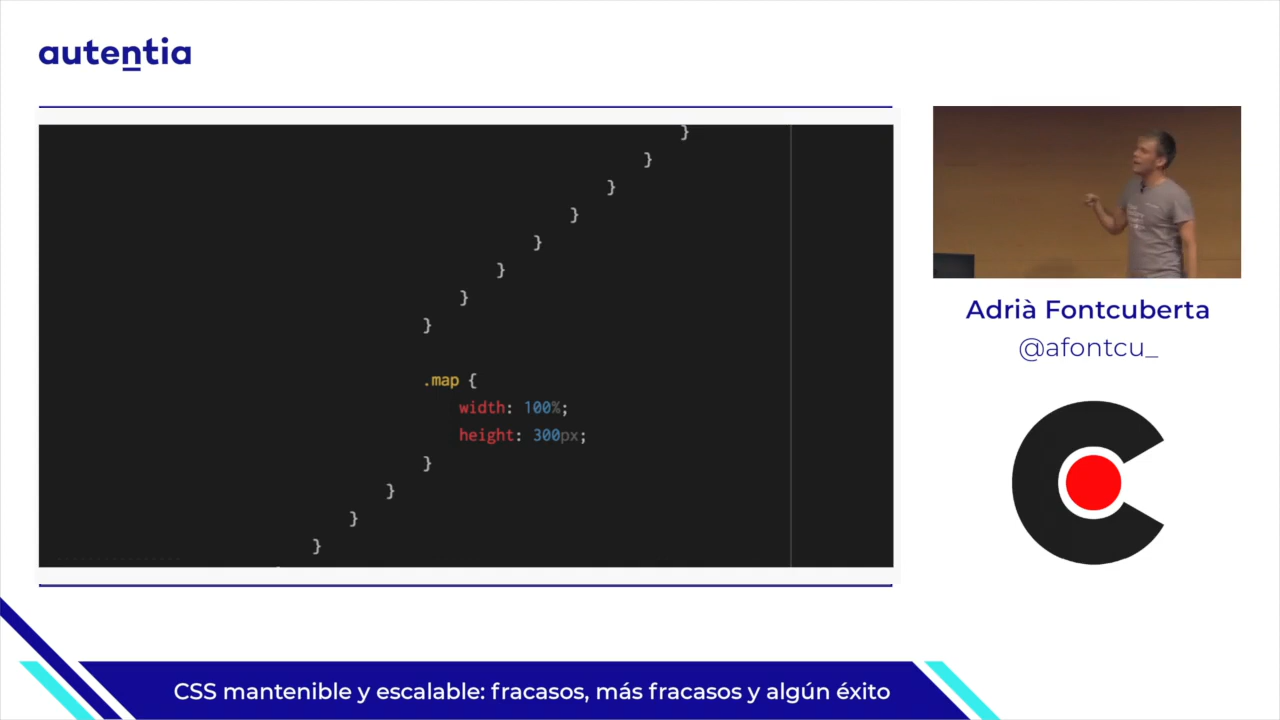 autentia
}
}
}
}
}
}
}
}
.map {
width: 100%;
height: 300px;
}
}
}
}
Adrià Fontcuberta
@afontcu_
CSS mantenible y escalable: fracasos, más fracasos y algún éxito